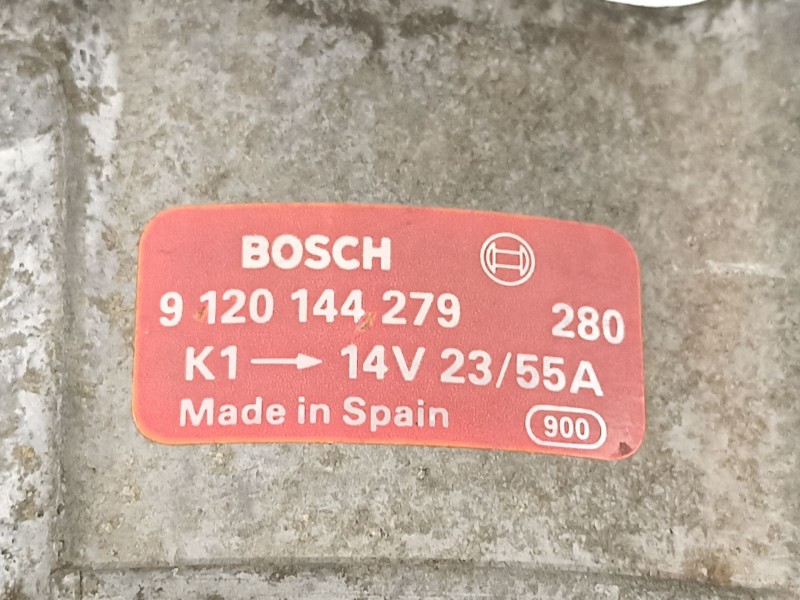 BOSCH
9 120 144 279 280
K1 → 14V 23/55A
Made in Spain 900